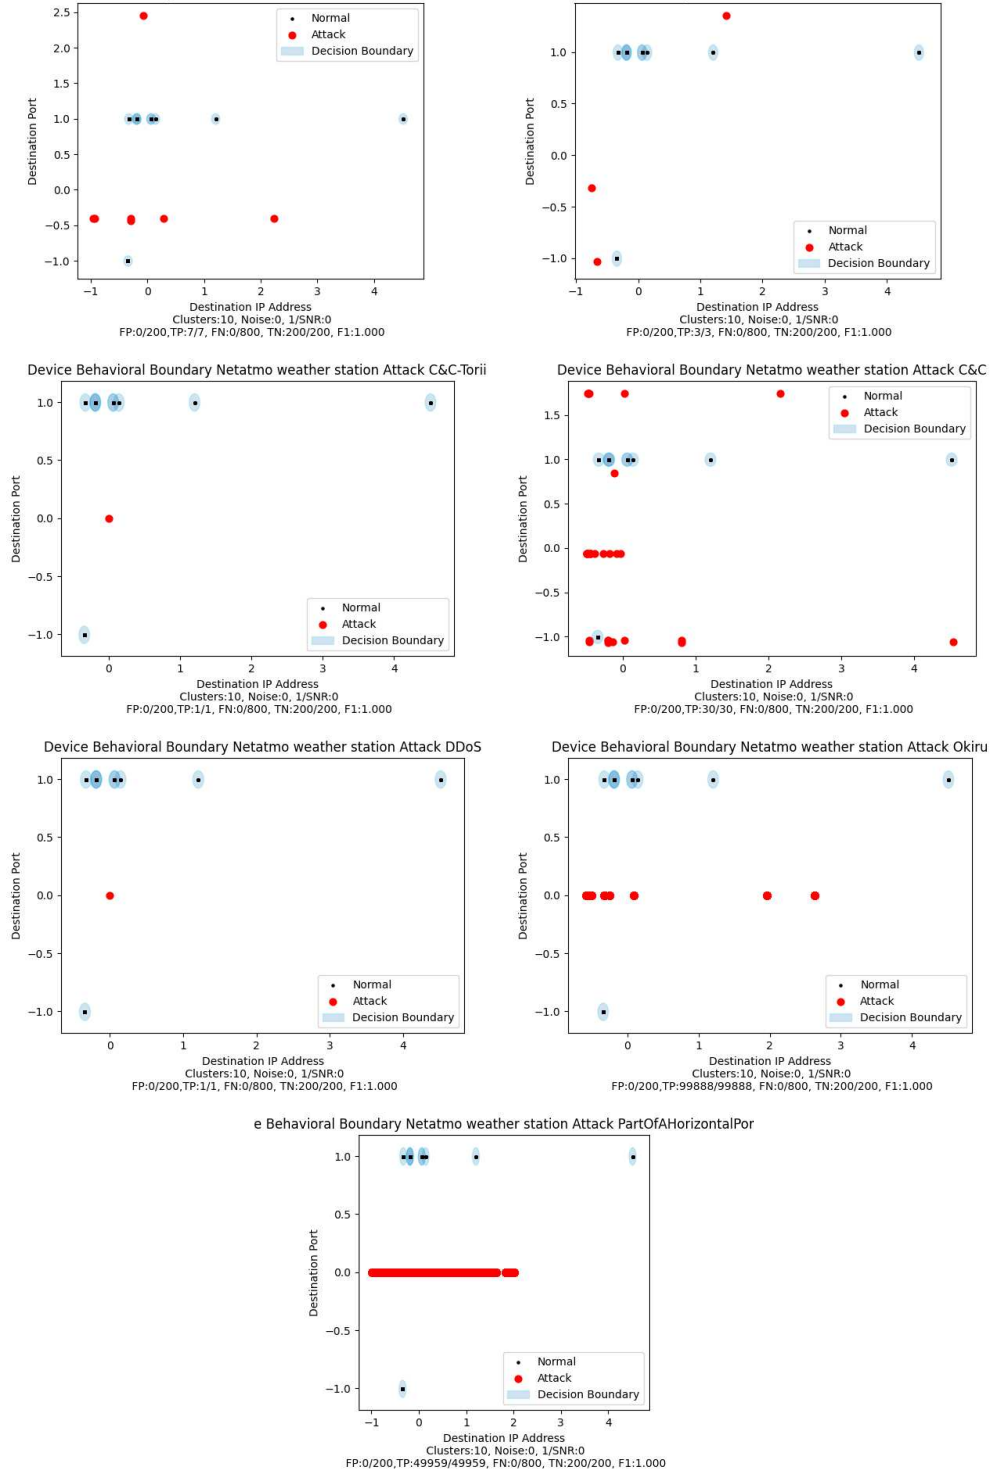 2.5
2.0
1.5
1.0
0.5
0.0
−0.5
−1.0
Destination Port
Normal
Attack
Decision Boundary
−1 0 1 2 3 4
Destination IP Address
Clusters:10, Noise:0, 1/SNR:0
FP:0/200,TP:7/7, FN:0/800, TN:200/200, F1:1.000
1.0
0.5
0.0
−0.5
−1.0
Destination Port
Normal
Attack
Decision Boundary
−1 0 1 2 3 4
Destination IP Address
Clusters:10, Noise:0, 1/SNR:0
FP:0/200,TP:3/3, FN:0/800, TN:200/200, F1:1.000
Device Behavioral Boundary Netatmo weather station Attack C&C-Torii
1.0
0.5
0.0
−0.5
−1.0
Destination Port
Normal
Attack
Decision Boundary
0 1 2 3 4
Destination IP Address
Clusters:10, Noise:0, 1/SNR:0
FP:0/200,TP:1/1, FN:0/800, TN:200/200, F1:1.000
Device Behavioral Boundary Netatmo weather station Attack C&C
1.5
1.0
0.5
0.0
−0.5
−1.0
Destination Port
Normal
Attack
Decision Boundary
0 1 2 3 4
Destination IP Address
Clusters:10, Noise:0, 1/SNR:0
FP:0/200,TP:30/30, FN:0/800, TN:200/200, F1:1.000
Device Behavioral Boundary Netatmo weather station Attack DDoS
1.0
0.5
0.0
−0.5
−1.0
Destination Port
Normal
Attack
Decision Boundary
0 1 2 3 4
Destination IP Address
Clusters:10, Noise:0, 1/SNR:0
FP:0/200,TP:1/1, FN:0/800, TN:200/200, F1:1.000
Device Behavioral Boundary Netatmo weather station Attack Okiru
1.0
0.5
0.0
−0.5
−1.0
Destination Port
Normal
Attack
Decision Boundary
0 1 2 3 4
Destination IP Address
Clusters:10, Noise:0, 1/SNR:0
FP:0/200,TP:99888/99888, FN:0/800, TN:200/200, F1:1.000
e Behavioral Boundary Netatmo weather station Attack PartOfAHorizontalPor
1.0
0.5
0.0
−0.5
−1.0
Destination Port
Normal
Attack
Decision Boundary
−1 0 1 2 3 4
Destination IP Address
Clusters:10, Noise:0, 1/SNR:0
FP:0/200,TP:49959/49959, FN:0/800, TN:200/200, F1:1.000